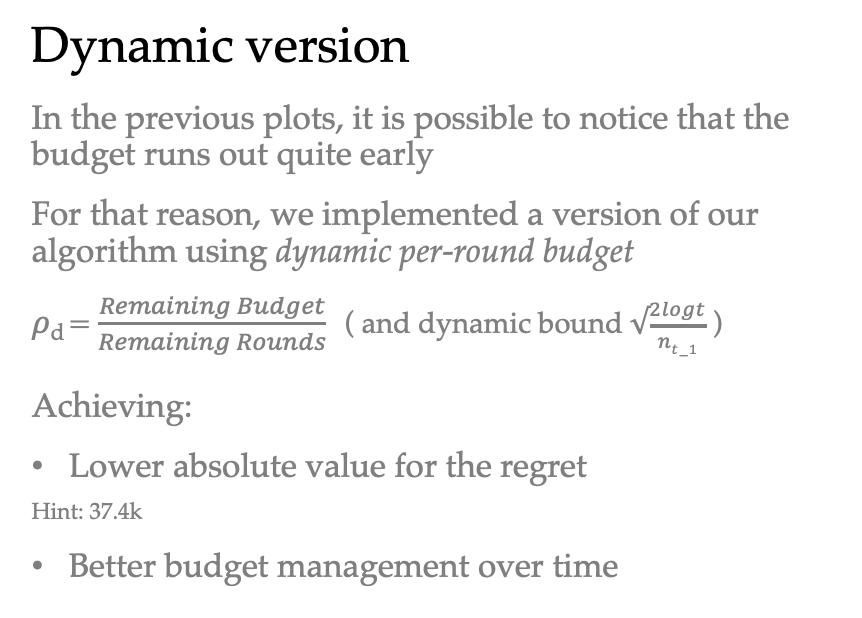 Dynamic version
In the previous plots, it is possible to notice that the
budget runs out quite early
For that reason, we implemented a version of our
algorithm using dynamic per-round budget
ρd = Remaining Budget / Remaining Rounds ( and dynamic bound √ 2logt / n t_1 )
Achieving:
• Lower absolute value for the regret
Hint: 37.4k
• Better budget management over time